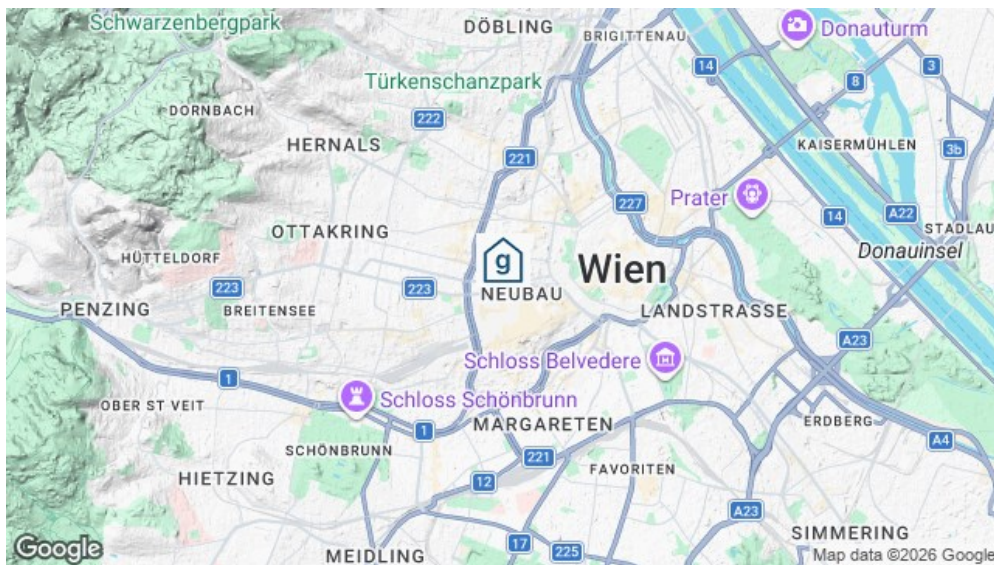 Schwarzenbergpark
DÖBLING
BRIGITTENAU
Donauturm
14
3
8
Türkenschanzpark
DORNBACH
222
HERNALS
221
KAISERMÜHLEN
3b
Prater
227
14
A22
STADLAU
OTTAKRING
Donauinsel
HÜTTELDORF
g
Wien
223
223
NEUBAU
PENZING
BREITENSEE
LANDSTRASSE
A23
Schloss Belvedere
1
Schloss Schönbrunn
OBER ST VEIT
MARGARETEN
ERDBERG
1
A4
SCHÖNBRUNN
221
FAVORITEN
HIETZING
12
A23
SIMMERING
17
225
Google
MEIDLING
Map data ©2026 Google